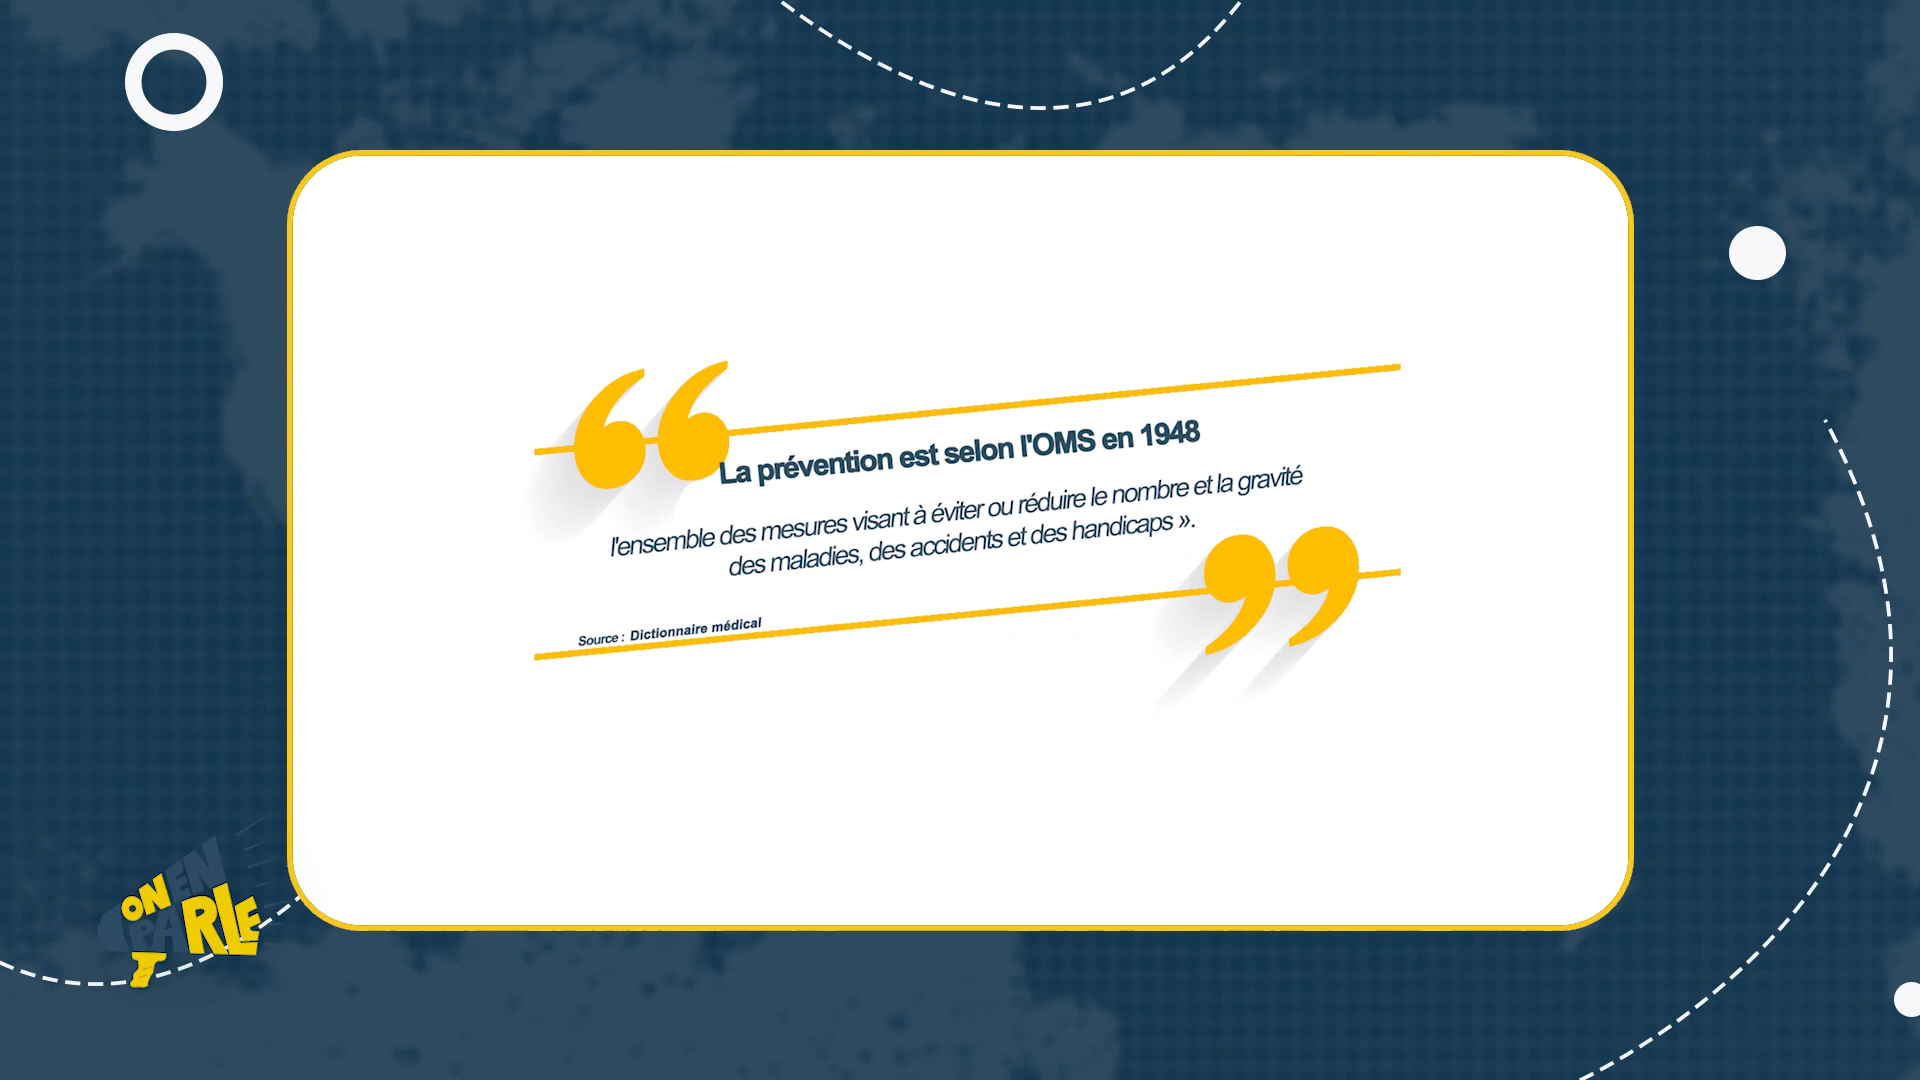 La prévention est selon l'OMS en 1948
l'ensemble des mesures visant à éviter ou réduire le nombre et la gravité
des maladies, des accidents et des handicaps ».
Source : Dictionnaire médical
ON EN
PARLE